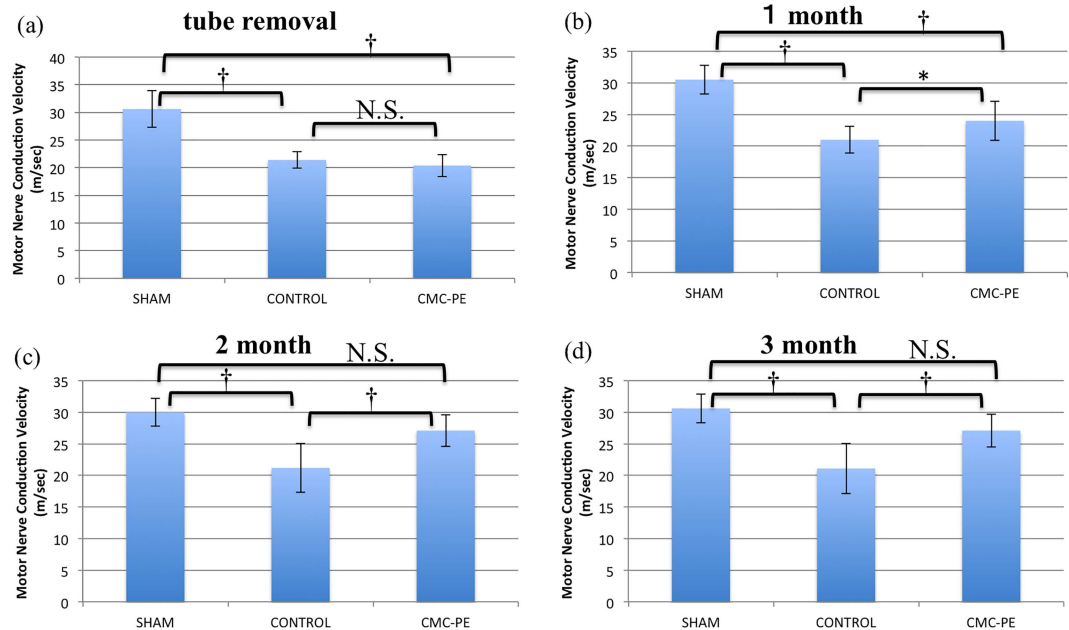 (a)
tube removal
†
†
N.S.
Motor Nerve Conduction Velocity
(m/sec)
40
35
30
25
20
15
10
5
0
SHAM
CONTROL
CMC-PE
(b)
1 month
†
†
*
Motor Nerve Conduction Velocity
(m/sec)
35
30
25
20
15
10
5
0
SHAM
CONTROL
CMC-PE
(c)
2 month
N.S.
†
†
Motor Nerve Conduction Velocity
(m/sec)
35
30
25
20
15
10
5
0
SHAM
CONTROL
CMC-PE
(d)
3 month
N.S.
†
†
Motor Nerve Conduction Velocity
(m/sec)
35
30
25
20
15
10
5
0
SHAM
CONTROL
CMC-PE